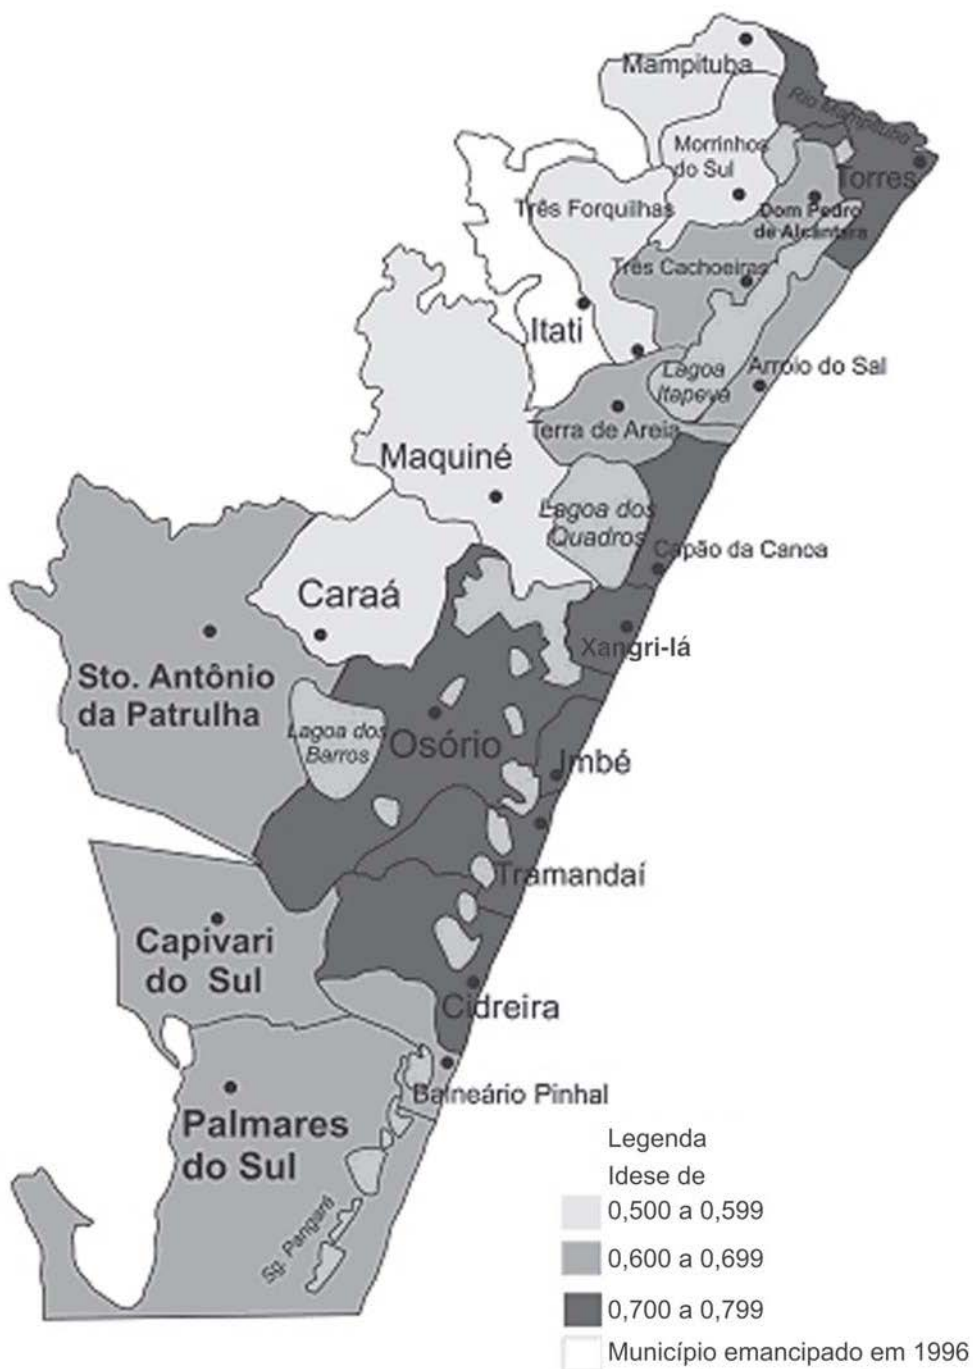 Mampituba
Rio Mampituba
Morrinhos
do Sul
Torres
Três Forquilhas
Dom Pedro
de Alcântara
Três Cachoeiras
Itati
Lagoa
Itapeva
Arroio do Sal
Terra de Areia
Maquiné
Lagoa dos
Quadros
Capão da Canoa
Caraá
Xangri-lá
Sto. Antônio
da Patrulha
Lagoa dos
Barros
Osório
Imbé
Tramandaí
Capivari
do Sul
Cidreira
Balneário Pinhal
Palmares
do Sul
Sg. Pangaré
Legenda
Idese de
0,500 a 0,599
0,600 a 0,699
0,700 a 0,799
Município emancipado em 1996